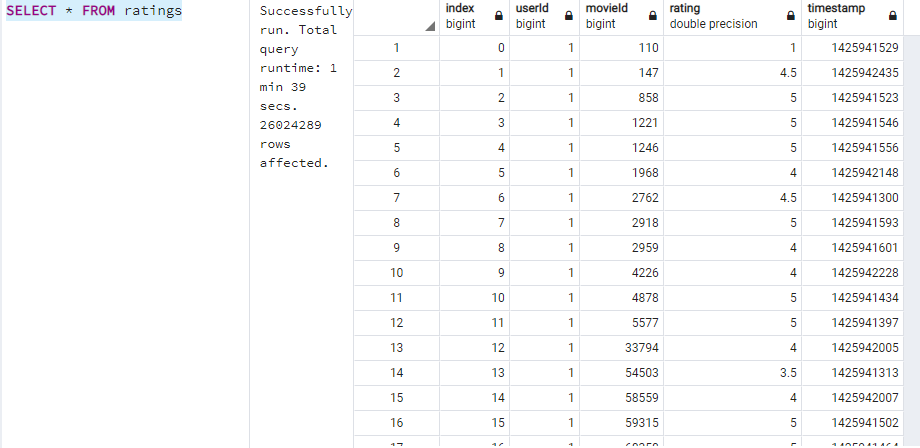 SELECT * FROM ratings
Successfully
run. Total
query
runtime: 1
min 39
secs.
26024289
rows
affected.
index userId movieId rating timestamp
bigint bigint bigint double precision bigint
1 0 1 110 1 1425941529
2 1 1 147 4.5 1425942435
3 2 1 858 5 1425941523
4 3 1 1221 5 1425941546
5 4 1 1246 5 1425941556
6 5 1 1968 4 1425942148
7 6 1 2762 4.5 1425941300
8 7 1 2918 5 1425941593
9 8 1 2959 4 1425941601
10 9 1 4226 4 1425942228
11 10 1 4878 5 1425941434
12 11 1 5577 5 1425941397
13 12 1 33794 4 1425942005
14 13 1 54503 3.5 1425941313
15 14 1 58559 4 1425942007
16 15 1 59315 5 1425941502